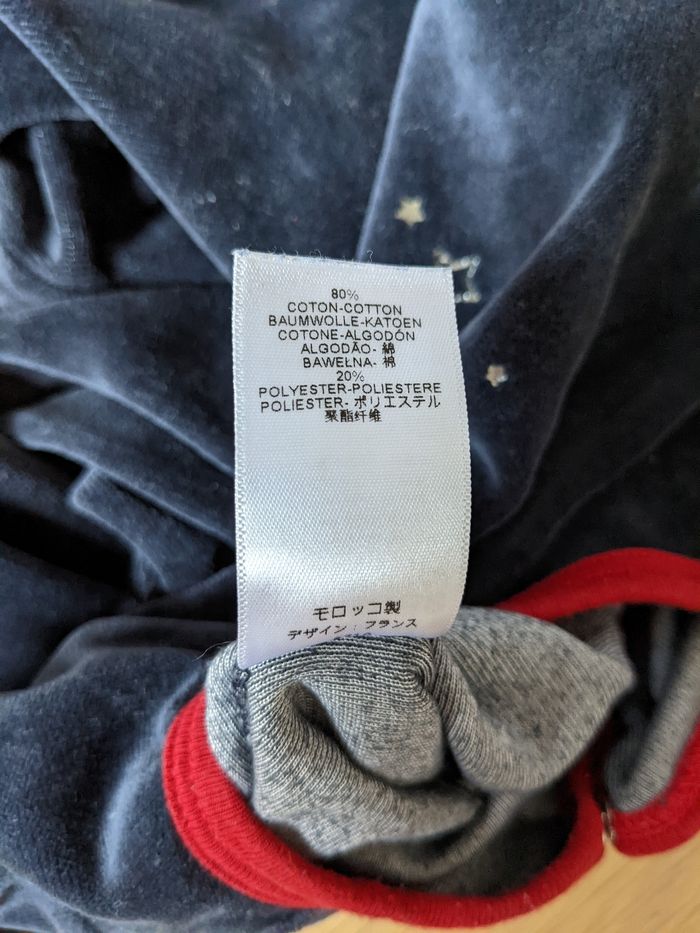 80%
COTON-COTTON
BAUMWOLLE-KATOEN
COTONE-ALGODÓN
ALGODÃO- 綿
BAWEŁNA- 棉
20%
POLYESTER-POLIESTERE
POLIESTER- ポリエステル
聚酯纤维
モロッコ製
デザイン：フランス